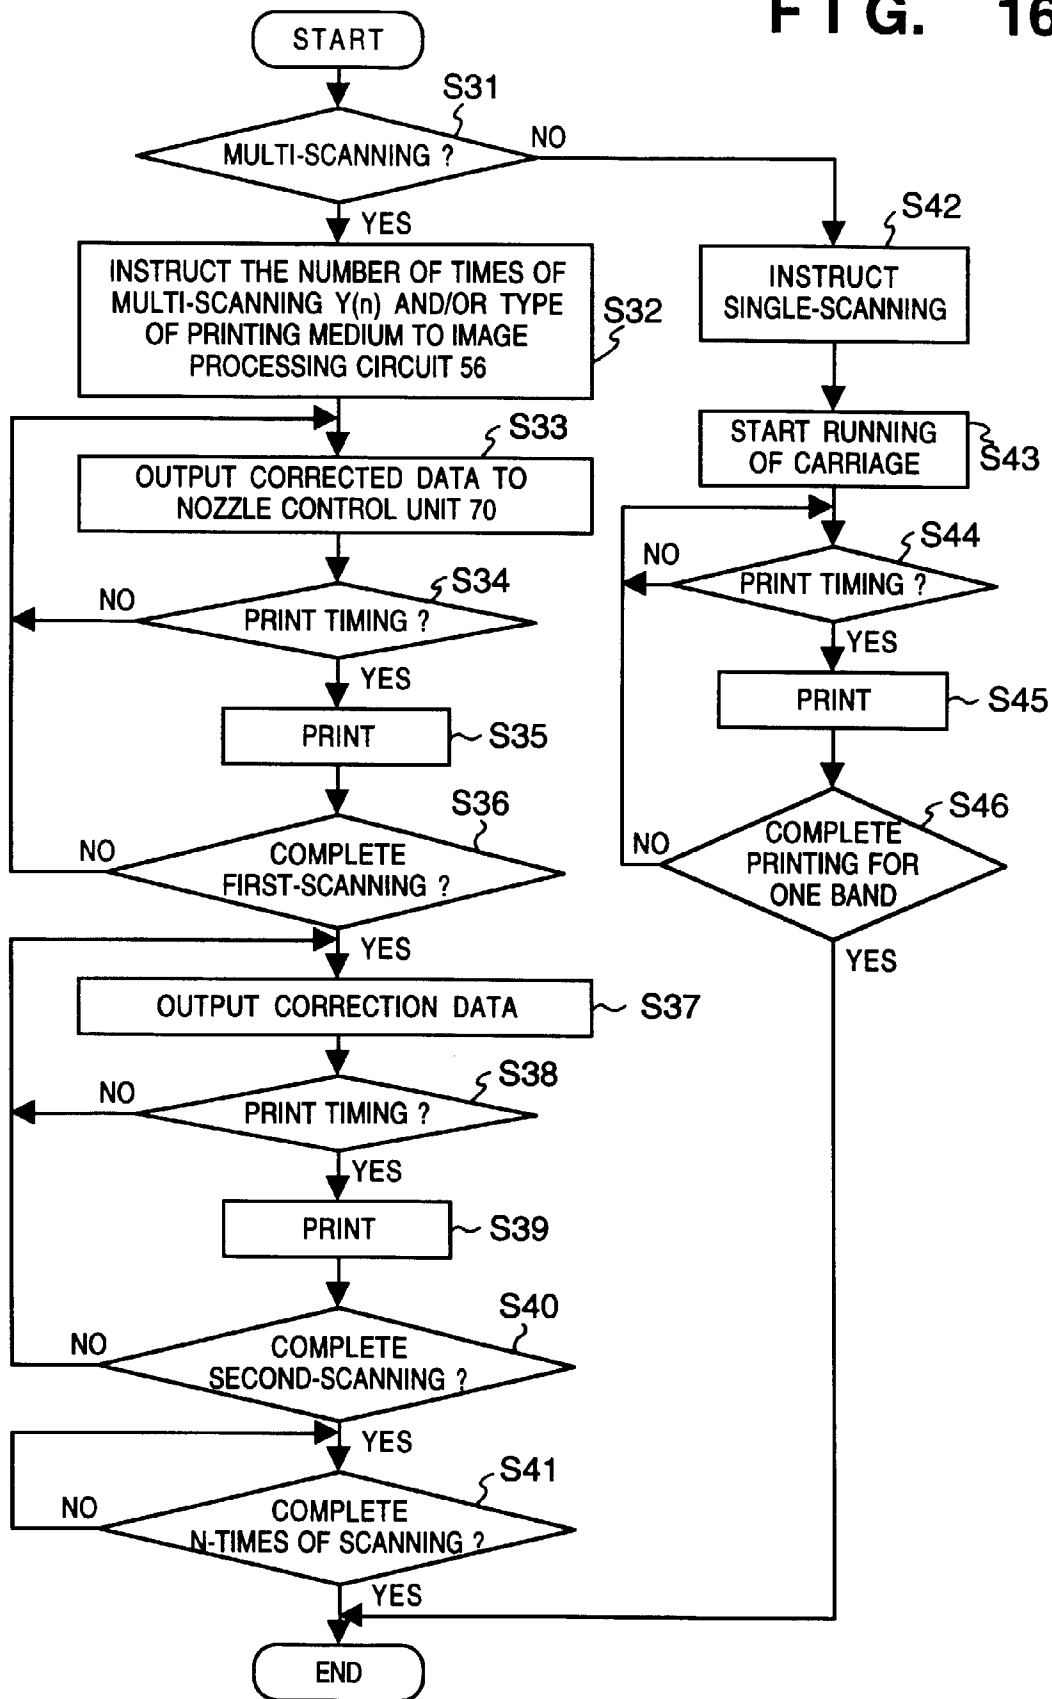 FIG. 16
START
S31
MULTI-SCANNING ?
NO
YES
S42
INSTRUCT THE NUMBER OF TIMES OF
MULTI-SCANNING Y(n) AND/OR TYPE
OF PRINTING MEDIUM TO IMAGE
PROCESSING CIRCUIT 56
S32
INSTRUCT
SINGLE-SCANNING
S33
OUTPUT CORRECTED DATA TO
NOZZLE CONTROL UNIT 70
START RUNNING
OF CARRIAGE
S43
S34
NO
PRINT TIMING ?
YES
S44
NO
PRINT TIMING ?
YES
PRINT
S35
PRINT
S45
S36
NO
COMPLETE
FIRST-SCANNING ?
YES
S46
NO
COMPLETE
PRINTING FOR
ONE BAND
YES
OUTPUT CORRECTION DATA
S37
S38
NO
PRINT TIMING ?
YES
PRINT
S39
S40
NO
COMPLETE
SECOND-SCANNING ?
YES
S41
NO
COMPLETE
N-TIMES OF SCANNING ?
YES
END